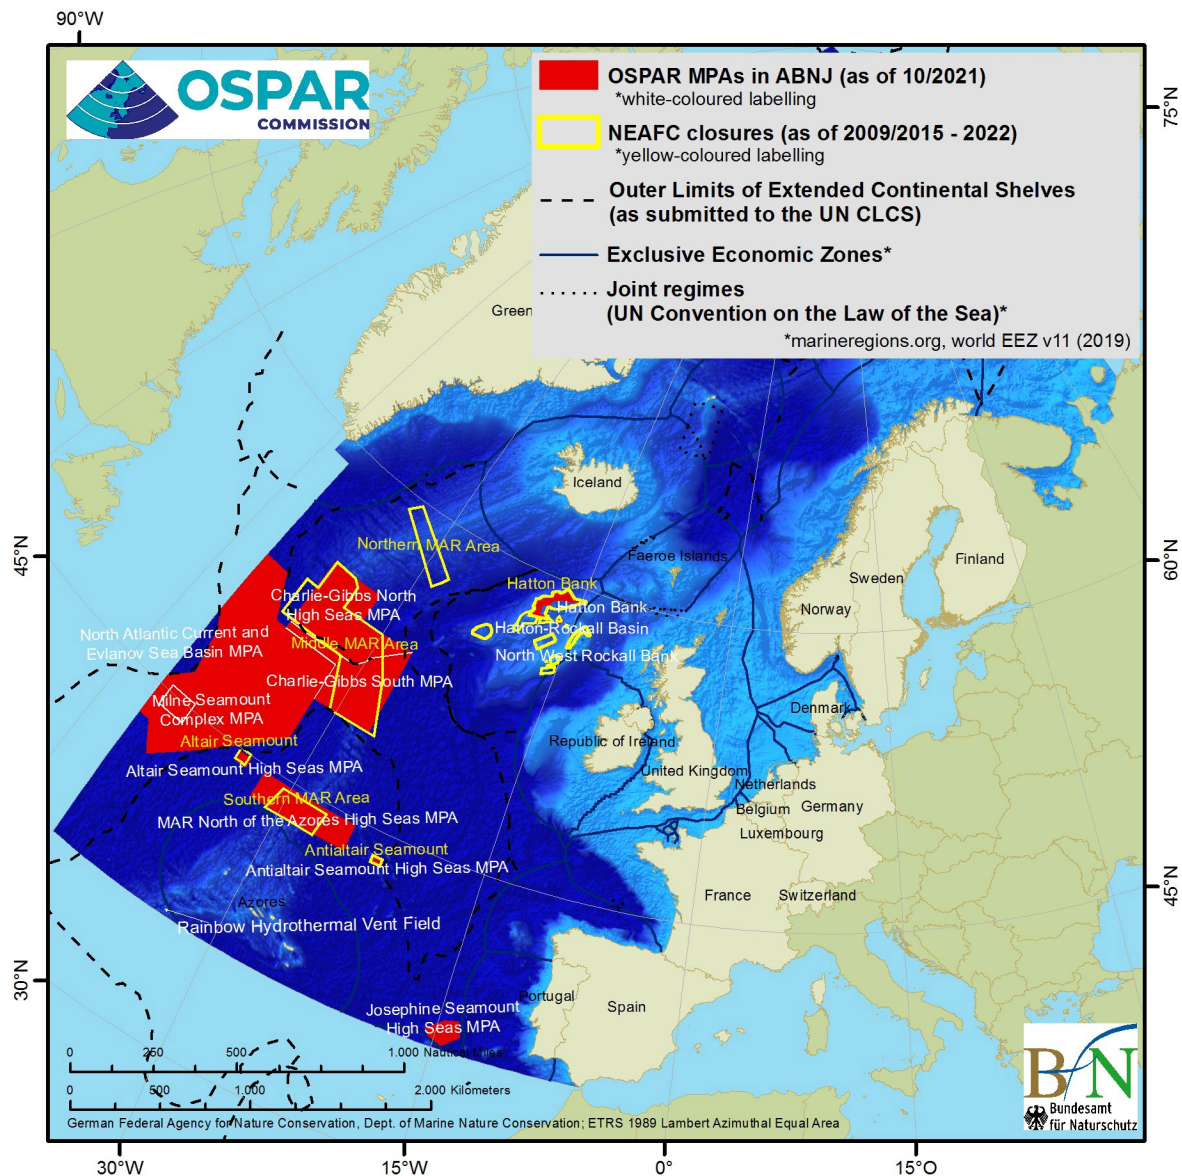 90°W
OSPAR
COMMISSION
OSPAR MPAs in ABNJ (as of 10/2021)
*white-coloured labelling
NEAFC closures (as of 2009/2015 - 2022)
*yellow-coloured labelling
Outer Limits of Extended Continental Shelves
(as submitted to the UN CLCS)
Exclusive Economic Zones*
Joint regimes
(UN Convention on the Law of the Sea)*
*marineregions.org, world EEZ v11 (2019)
75°N
Green
Iceland
45°N
60°N
Northern MAR Area
Faeroe Islands
Finland
Sweden
Norway
Hatton Bank
Charlie-Gibbs North
High Seas MPA
Hatton Bank
Hatton-Rockall Basin
North Atlantic Current and
Evlanov Sea Basin MPA
Middle MAR Area
North West Rockall Bank
Charlie-Gibbs South MPA
Milne Seamount
Complex MPA
Denmark
Altair Seamount
Republic of Ireland
Altair Seamount High Seas MPA
United Kingdom
Netherlands
Southern MAR Area
Belgium
Germany
MAR North of the Azores High Seas MPA
Luxembourg
Antialtair Seamount
Antialtair Seamount High Seas MPA
45°N
France
Switzerland
Azores
Rainbow Hydrothermal Vent Field
30°N
Portugal
Spain
Josephine Seamount
High Seas MPA
0 250 500 1.000 Nautical Miles
0 500 1.000 2.000 Kilometers
BfN
Bundesamt
für Naturschutz
German Federal Agency for Nature Conservation, Dept. of Marine Nature Conservation; ETRS 1989 Lambert Azimuthal Equal Area
30°W
15°W
0°
15°O